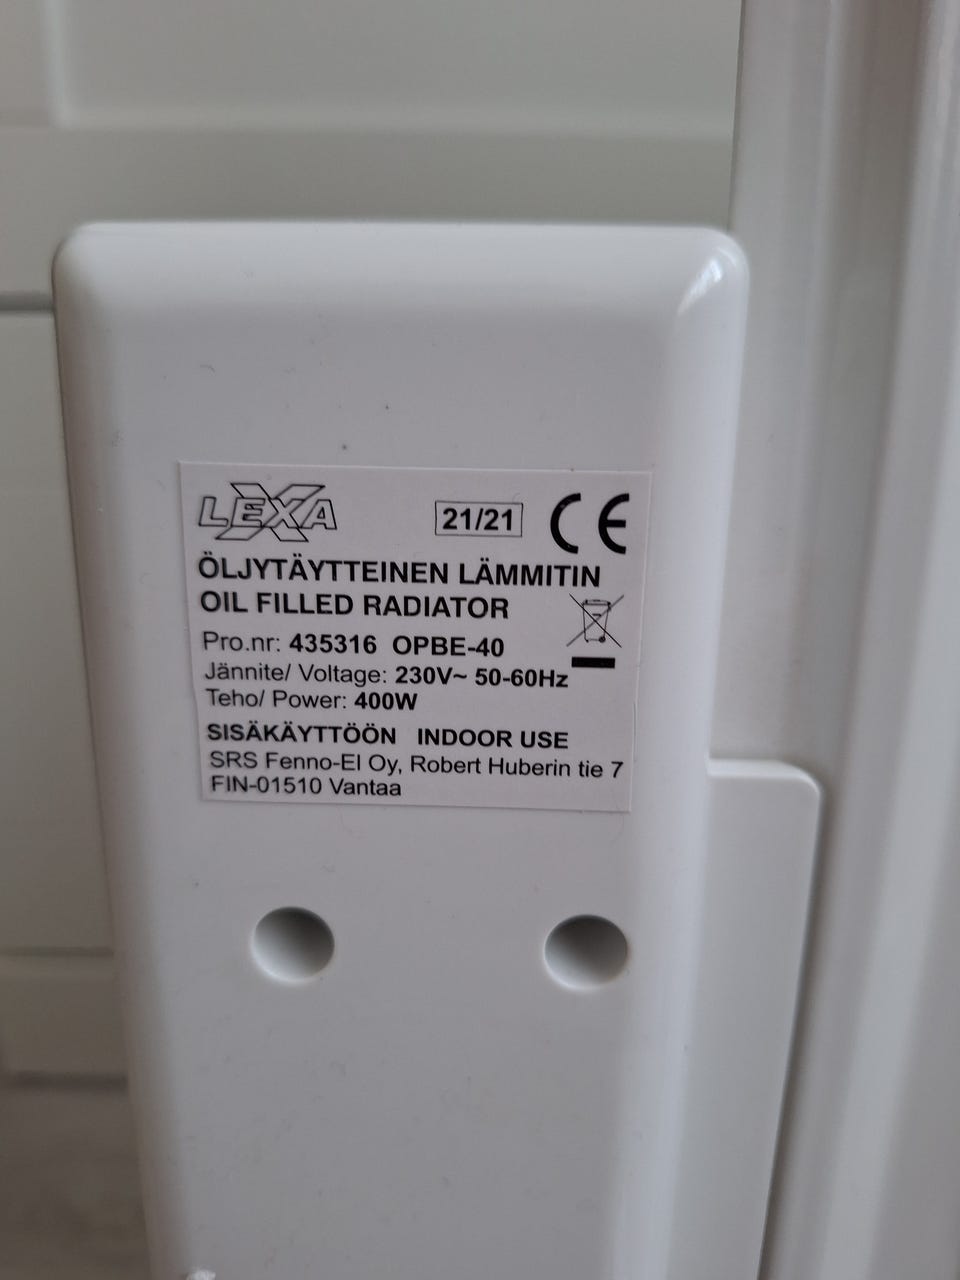 LEXA 21/21 CE
ÖLJYTÄYTTEINEN LÄMMITIN
OIL FILLED RADIATOR
Pro.nr: 435316 OPBE-40
Jännite/ Voltage: 230V~ 50-60Hz
Teho/ Power: 400W
SISÄKÄYTTÖÖN INDOOR USE
SRS Fenno-El Oy, Robert Huberin tie 7
FIN-01510 Vantaa